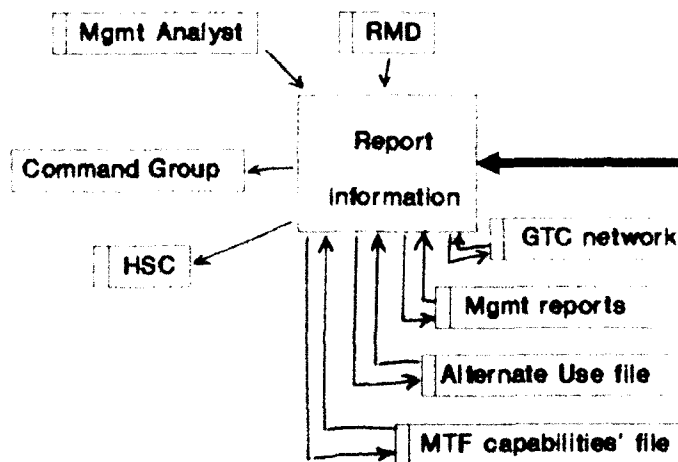 Mgmt Analyst
RMD
Report
information
Command Group
GTC network
HSC
Mgmt reports
Alternate Use file
MTF capabilities' file